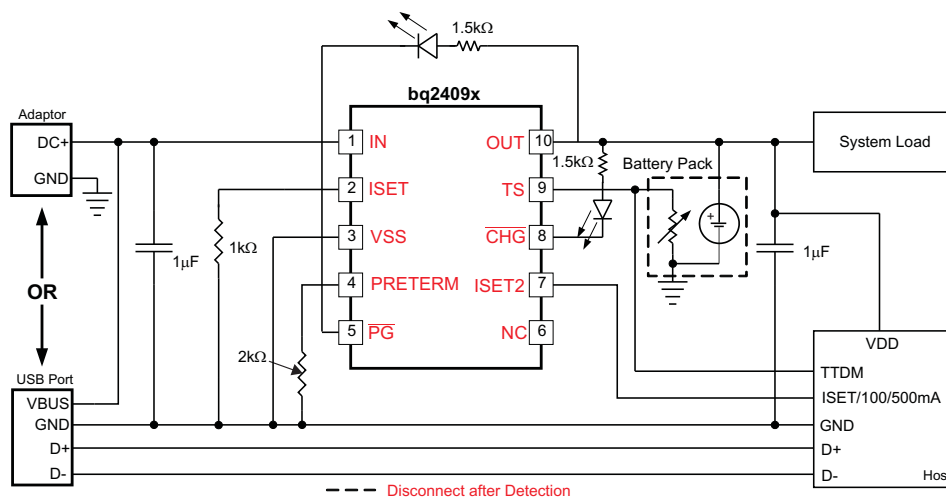 1.5kΩ
bq2409x
Adaptor
DC+
GND
OR
USB Port
VBUS
GND
D+
D-
1μF
1kΩ
2kΩ
1 IN
2 ISET
3 VSS
4 PRETERM
5 PG
OUT 10
TS 9
CHG 8
ISET2 7
NC 6
1.5kΩ
Battery Pack
+
1μF
System Load
VDD
TTDM
ISET/100/500mA
GND
D+
D-
Hos
Disconnect after Detection